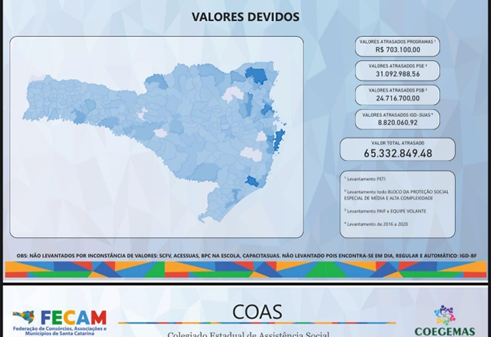 VALORES DEVIDOS
VALORES ATRASADOS PROGRAMAS ¹
R$ 703.100,00
VALORES ATRASADOS PSE ²
31.092.988,56
VALORES ATRASADOS PSB ³
24.716.700,00
VALORES ATRASADOS IGD-SUAS ⁴
8.820.060,92
VALOR TOTAL ATRASADO
65.332.849.48
¹ Levantamento PETI
² Levantamento todo BLOCO DA PROTEÇÃO SOCIAL
ESPECIAL DE MÉDIA E ALTA COMPLEXIDADE
³ Levantamento PAIF e EQUIPE VOLANTE
⁴ Levantamento de 2016 a 2020
OBS: NÃO LEVANTADOS POR INCONSTÂNCIA DE VALORES: SCFV, ACESSUAS, BPC NA ESCOLA, CAPACITASUAS. NÃO LEVANTADO POIS ENCONTRA-SE EM DIA, REGULAR E AUTOMÁTICO: IGD-BF
FECAM
Federação de Consórcios, Associações e
Municípios de Santa Catarina
COAS
Colegiado Estadual de Assistência Social
COEGEMAS